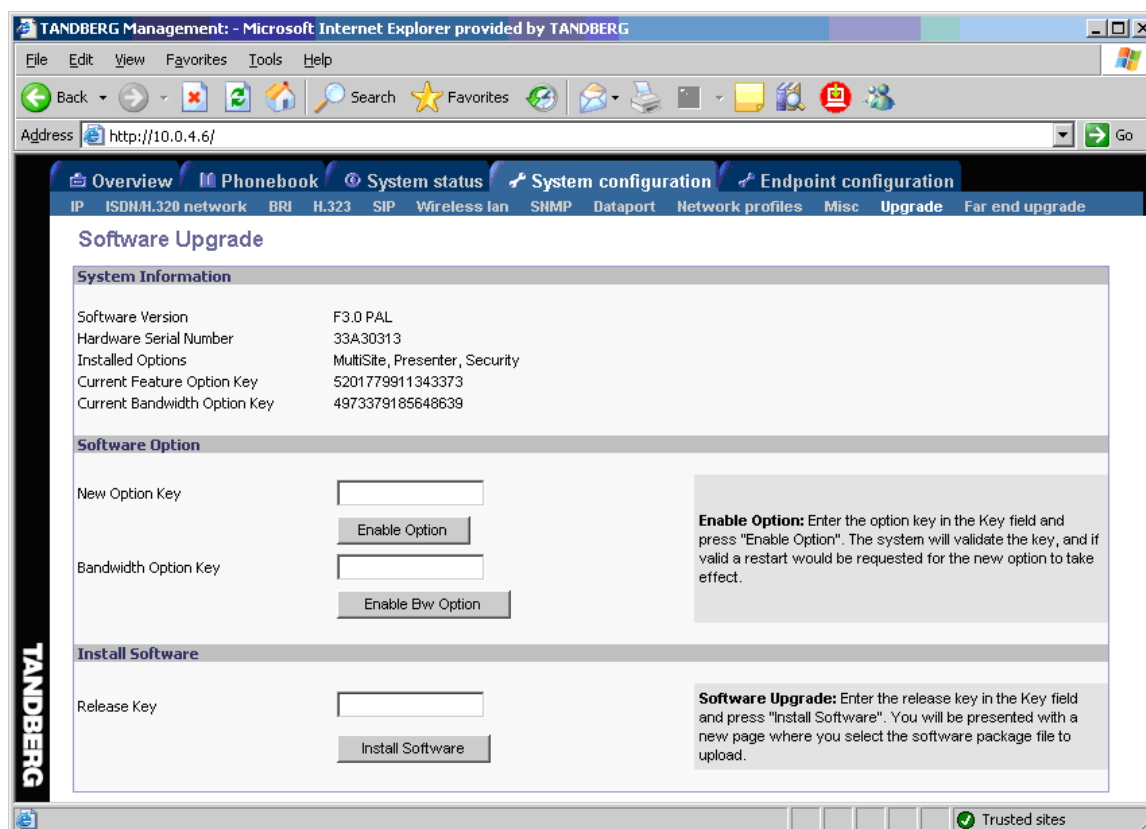 TANDBERG Management: - Microsoft Internet Explorer provided by TANDBERG
File Edit View Favorites Tools Help
Back Search Favorites
Address http://10.0.4.6/ Go
Overview Phonebook System status System configuration Endpoint configuration
IP ISDN/H.320 network BRI H.323 SIP Wireless lan SNMP Dataport Network profiles Misc Upgrade Far end upgrade
Software Upgrade
System Information
Software Version F3.0 PAL
Hardware Serial Number 33A30313
Installed Options MultiSite, Presenter, Security
Current Feature Option Key 5201779911343373
Current Bandwidth Option Key 4973379185648639
Software Option
New Option Key
Enable Option
Bandwidth Option Key
Enable Bw Option
Enable Option: Enter the option key in the Key field and
press "Enable Option". The system will validate the key, and if
valid a restart would be requested for the new option to take
effect.
Install Software
Release Key
Install Software
Software Upgrade: Enter the release key in the Key field
and press "Install Software". You will be presented with a
new page where you select the software package file to
upload.
TANDBERG
Trusted sites